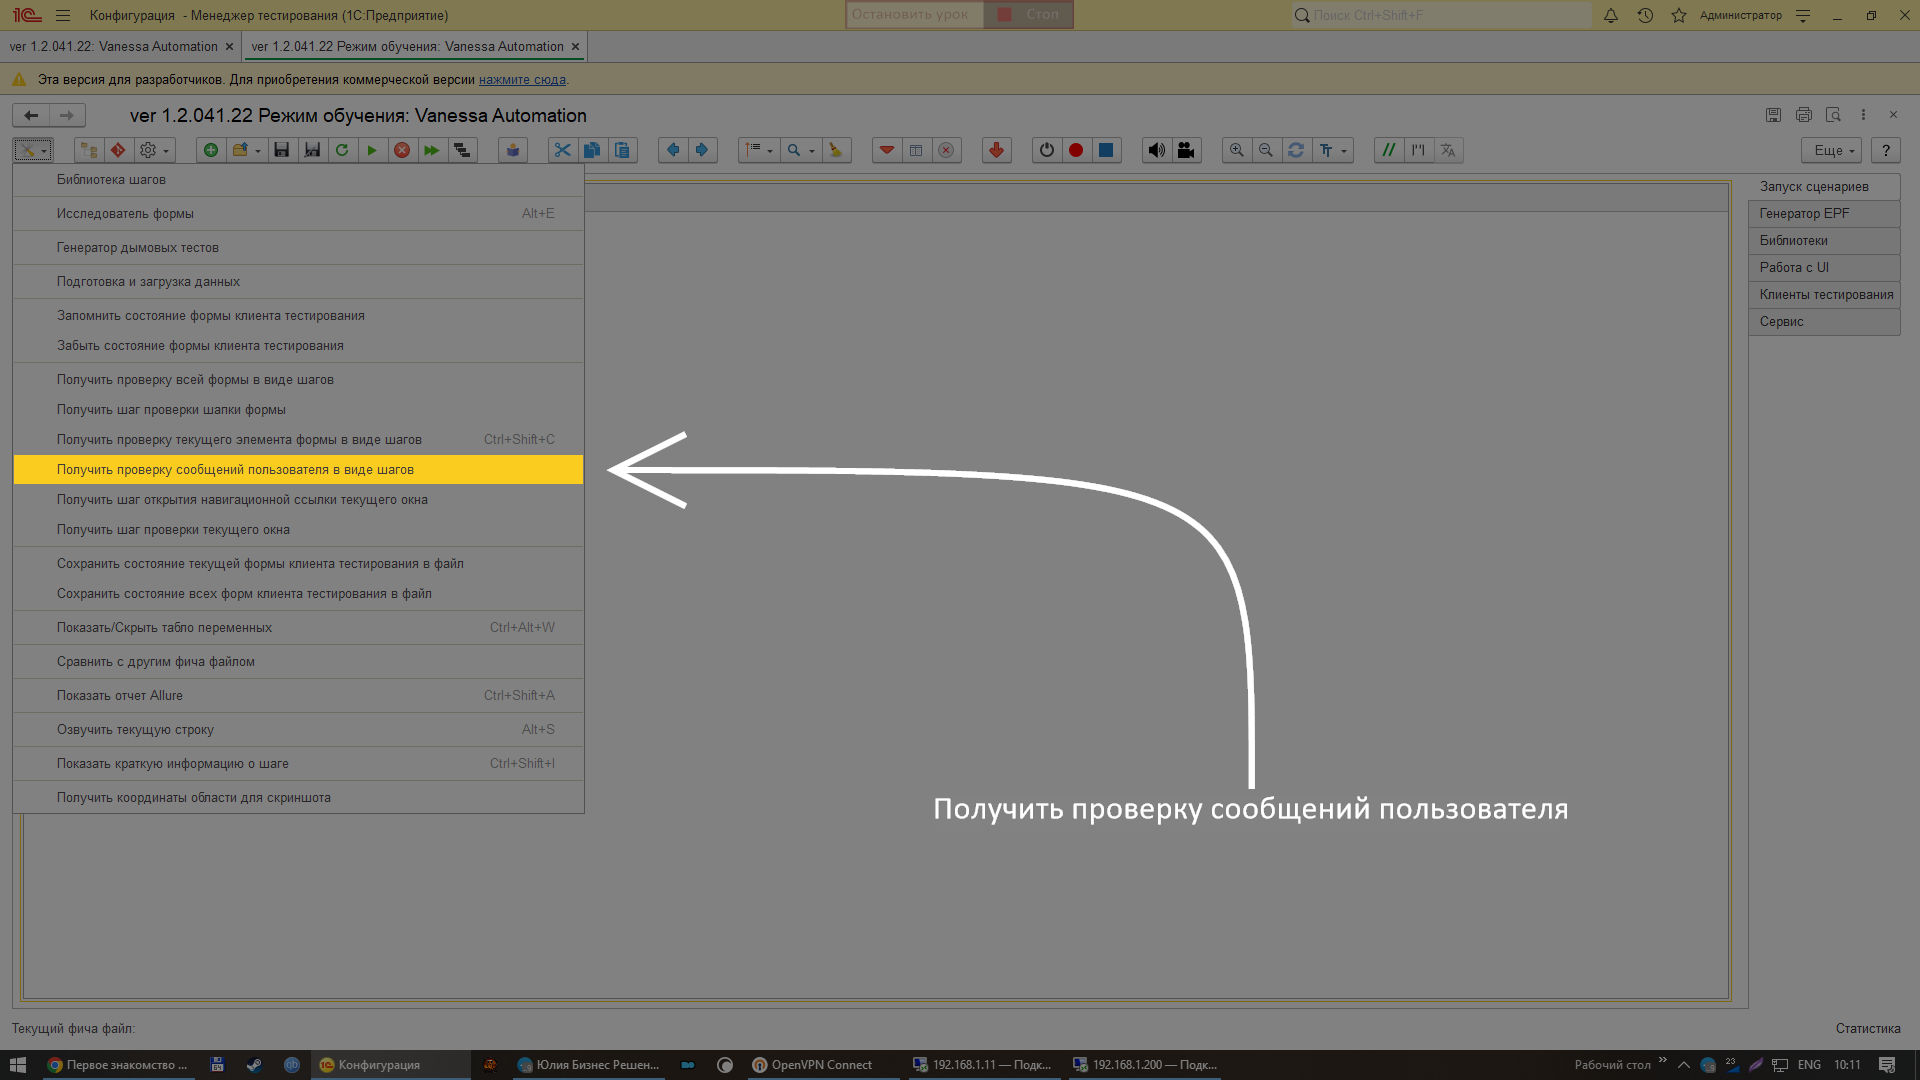 Конфигурация - Менеджер тестирования (1С:Предприятие)
Остановить урок
Стоп
Поиск Ctrl+Shift+F
Администратор
ver 1.2.041.22: Vanessa Automation
ver 1.2.041.22 Режим обучения: Vanessa Automation
Эта версия для разработчиков. Для приобретения коммерческой версии нажмите сюда.
ver 1.2.041.22 Режим обучения: Vanessa Automation
Еще
?
Библиотека шагов
Исследователь формы Alt+E
Генератор дымовых тестов
Подготовка и загрузка данных
Запомнить состояние формы клиента тестирования
Забыть состояние формы клиента тестирования
Получить проверку всей формы в виде шагов
Получить шаг проверки шапки формы
Получить проверку текущего элемента формы в виде шагов Ctrl+Shift+C
Получить проверку сообщений пользователя в виде шагов
Получить шаг открытия навигационной ссылки текущего окна
Получить шаг проверки текущего окна
Сохранить состояние текущей формы клиента тестирования в файл
Сохранить состояние всех форм клиента тестирования в файл
Показать/Скрыть табло переменных Ctrl+Alt+W
Сравнить с другим фича файлом
Показать отчет Allure Ctrl+Shift+A
Озвучить текущую строку Alt+S
Показать краткую информацию о шаге Ctrl+Shift+I
Получить координаты области для скриншота
Запуск сценариев
Генератор EPF
Библиотеки
Работа с UI
Клиенты тестирования
Сервис
Получить проверку сообщений пользователя
Текущий фича файл:
Статистика
Первое знакомство ...
Конфигурация
Юлия Бизнес Решен...
OpenVPN Connect
192.168.1.11 — Подк...
192.168.1.200 — Подк...
Рабочий стол
23
ENG
10:11